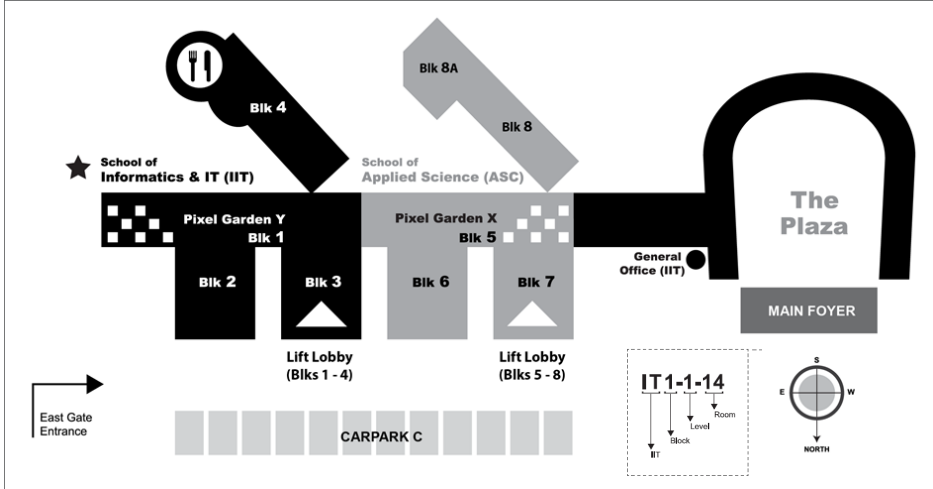 Blk 8A
Blk 4
Blk 8
School of
Informatics & IT (IIT)
School of
Applied Science (ASC)
The
Plaza
Pixel Garden Y
Blk 1
Pixel Garden X
Blk 5
General
Office (IIT)
Blk 2
Blk 3
Blk 6
Blk 7
MAIN FOYER
Lift Lobby
(Blks 1 - 4)
Lift Lobby
(Blks 5 - 8)
East Gate
Entrance
CARPARK C
IT1-1-14
Room
Level
Block
IIT
S
E
W
NORTH